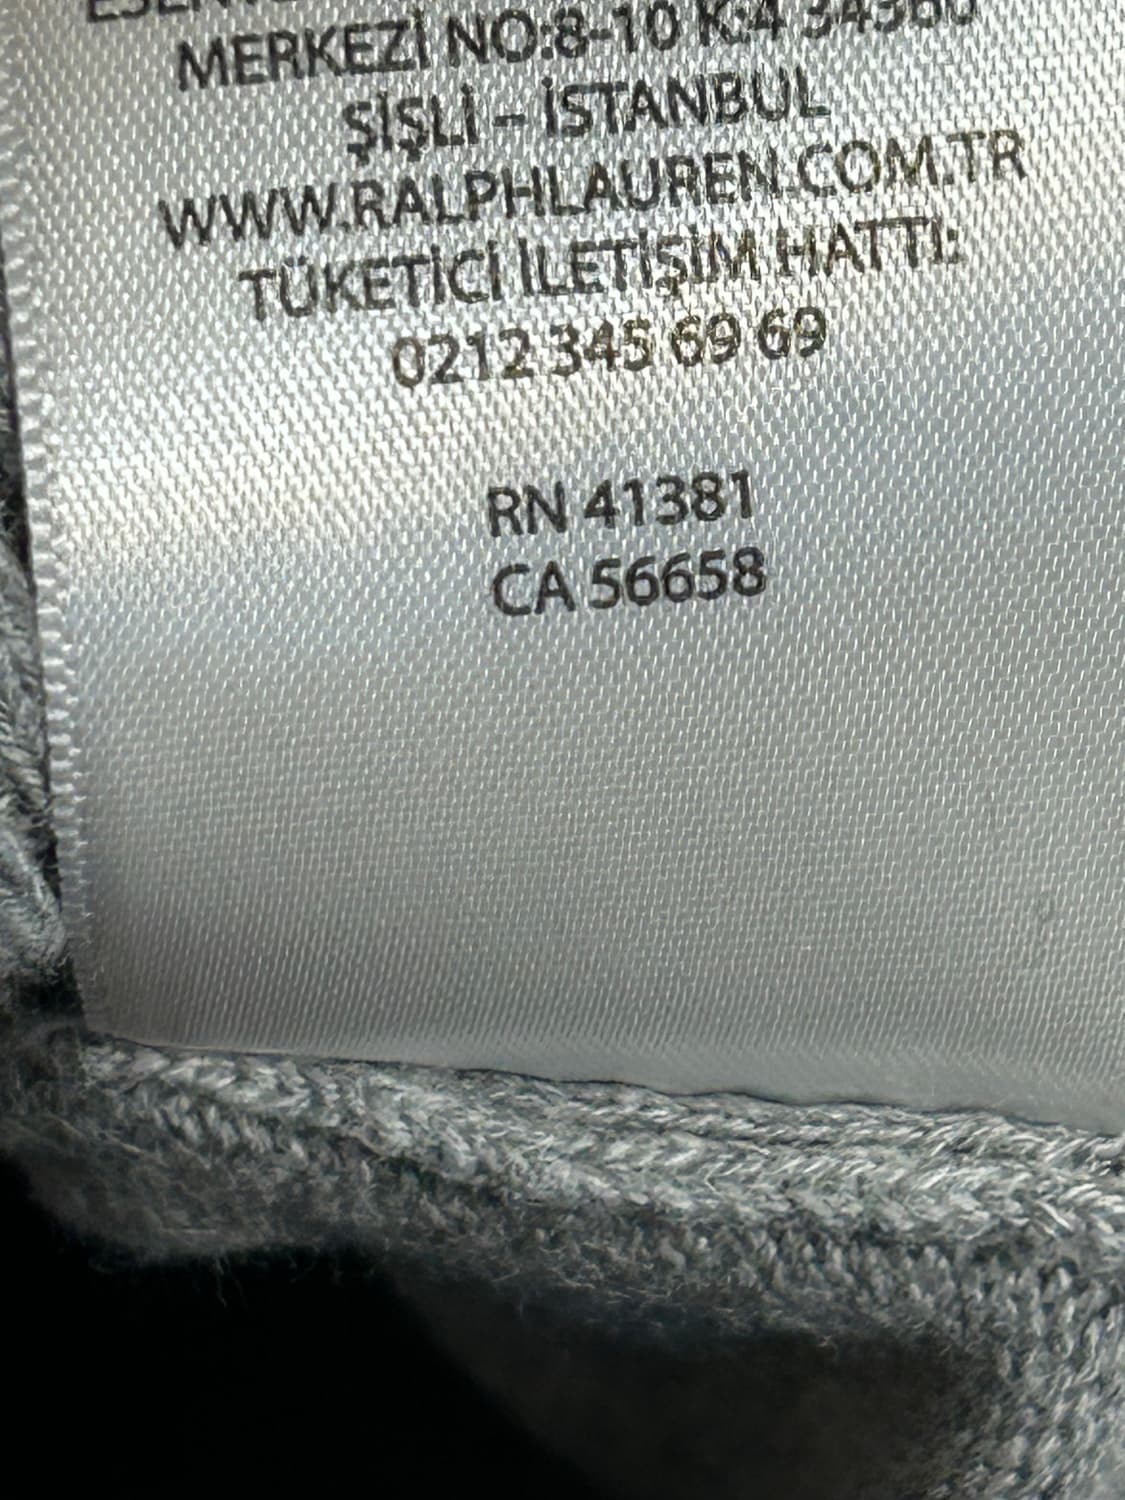 MERKEZİ NO:8-10 K:4 34360
ŞİŞLİ – İSTANBUL
WWW.RALPHLAUREN.COM.TR
TÜKETİCİ İLETİŞİM HATTI:
0212 345 69 69
RN 41381
CA 56658